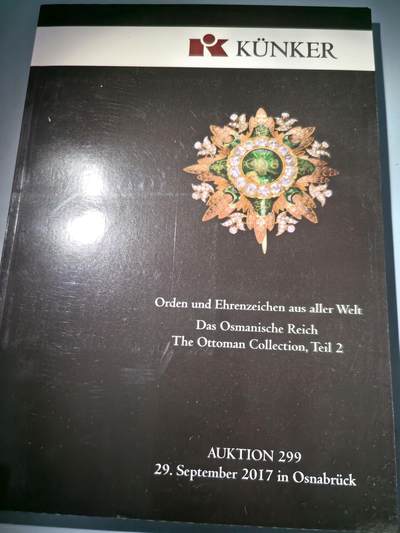 KÜNKER
Orden und Ehrenzeichen aus aller Welt
Das Osmanische Reich
The Ottoman Collection, Teil 2
AUKTION 299
29. September 2017 in Osnabrück